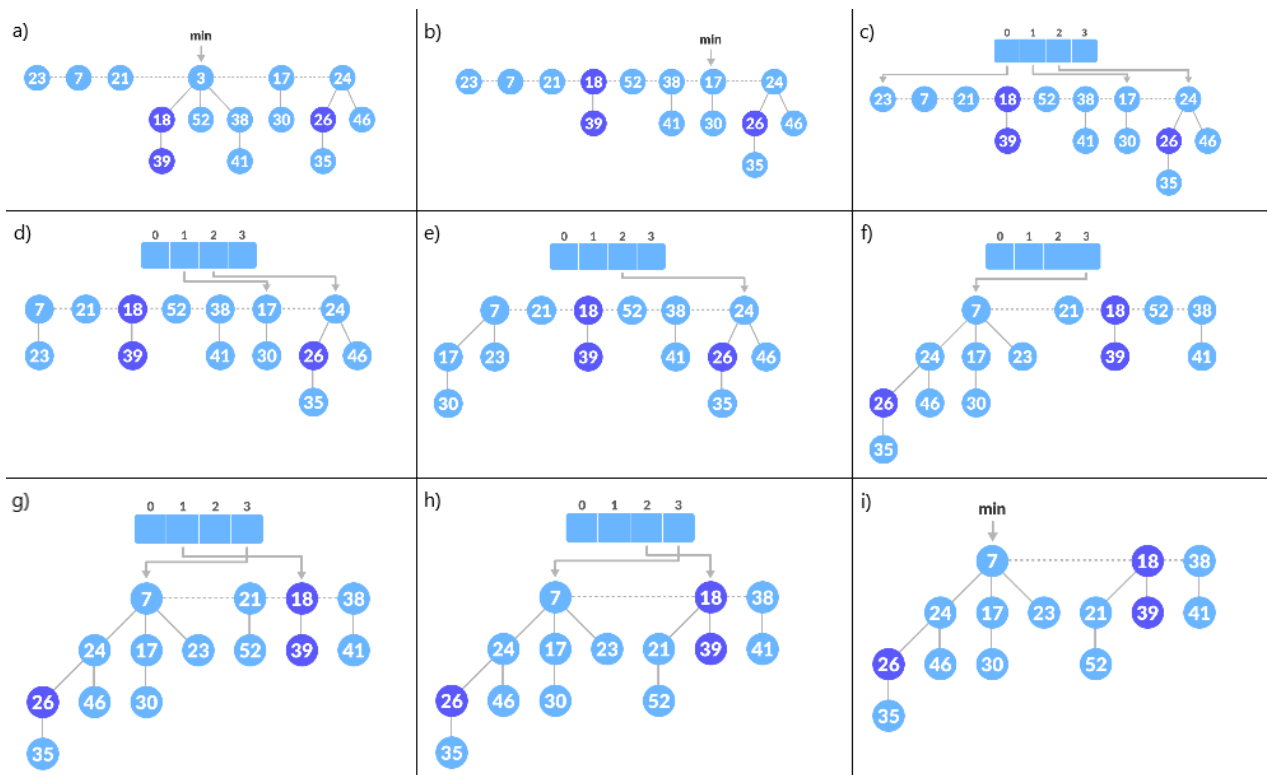 a)
min
23 7 21 3 17 24
18 52 38 30 26 46
39 41 35
b)
min
23 7 21 18 52 38 17 24
39 41 30 26 46
35
c)
0 1 2 3
23 7 21 18 52 38 17 24
39 41 30 26 46
35
d)
0 1 2 3
7 21 18 52 38 17 24
23 39 41 30 26 46
35
e)
0 1 2 3
7 21 18 52 38 24
17 23 39 41 26 46
30 35
f)
0 1 2 3
7 21 18 52 38
24 17 23 39 41
26 46 30
35
g)
0 1 2 3
7 21 18 38
24 17 23 52 39 41
26 46 30
35
h)
0 1 2 3
7 18 38
24 17 23 21 39 41
26 46 30 52
35
i)
min
7 18 38
24 17 23 21 39 41
26 46 30 52
35